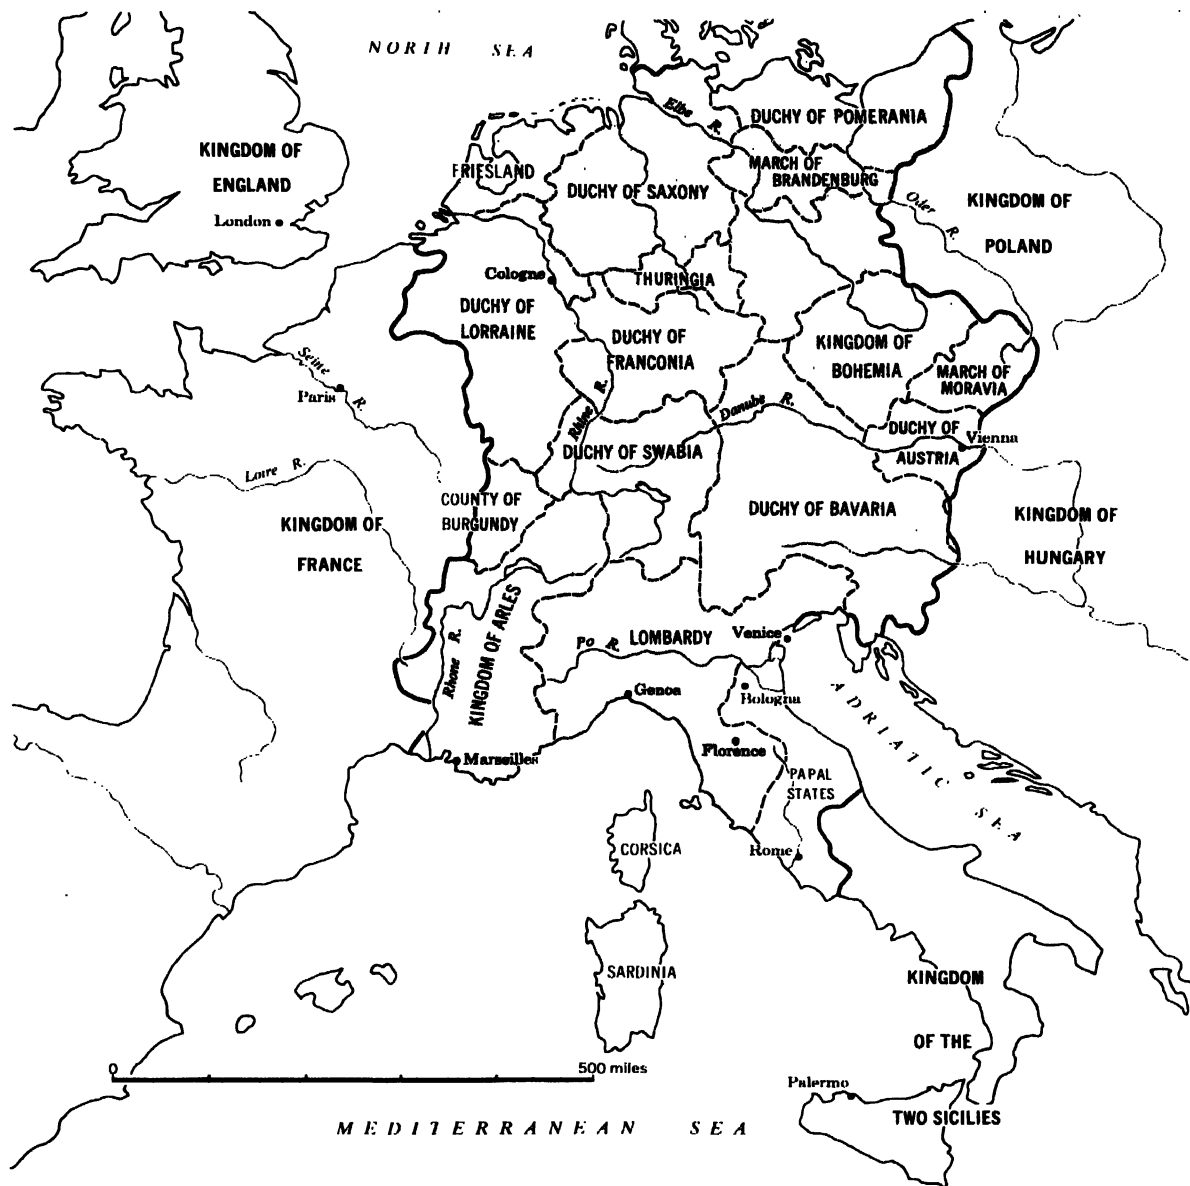 NORTH SEA
Elbe R.
DUCHY OF POMERANIA
KINGDOM OF
ENGLAND
London
FRIESLAND
DUCHY OF SAXONY
MARCH OF
BRANDENBURG
KINGDOM OF
POLAND
Oder R.
Cologne
THURINGIA
DUCHY OF
LORRAINE
DUCHY OF
FRANCONIA
KINGDOM OF
BOHEMIA
MARCH OF
MORAVIA
Seine R.
Paris
Rhine R.
Danube R.
DUCHY OF
AUSTRIA
Vienna
DUCHY OF SWABIA
Loire R.
COUNTY OF
BURGUNDY
DUCHY OF BAVARIA
KINGDOM OF
FRANCE
KINGDOM OF
HUNGARY
KINGDOM OF ARLES
Rhone R.
Po R.
LOMBARDY
Venice
Genoa
Bologna
Florence
Marseilles
ADRIATIC SEA
PAPAL
STATES
Rome
CORSICA
SARDINIA
KINGDOM
OF THE
TWO SICILIES
0
500 miles
Palermo
MEDITERRANEAN SEA